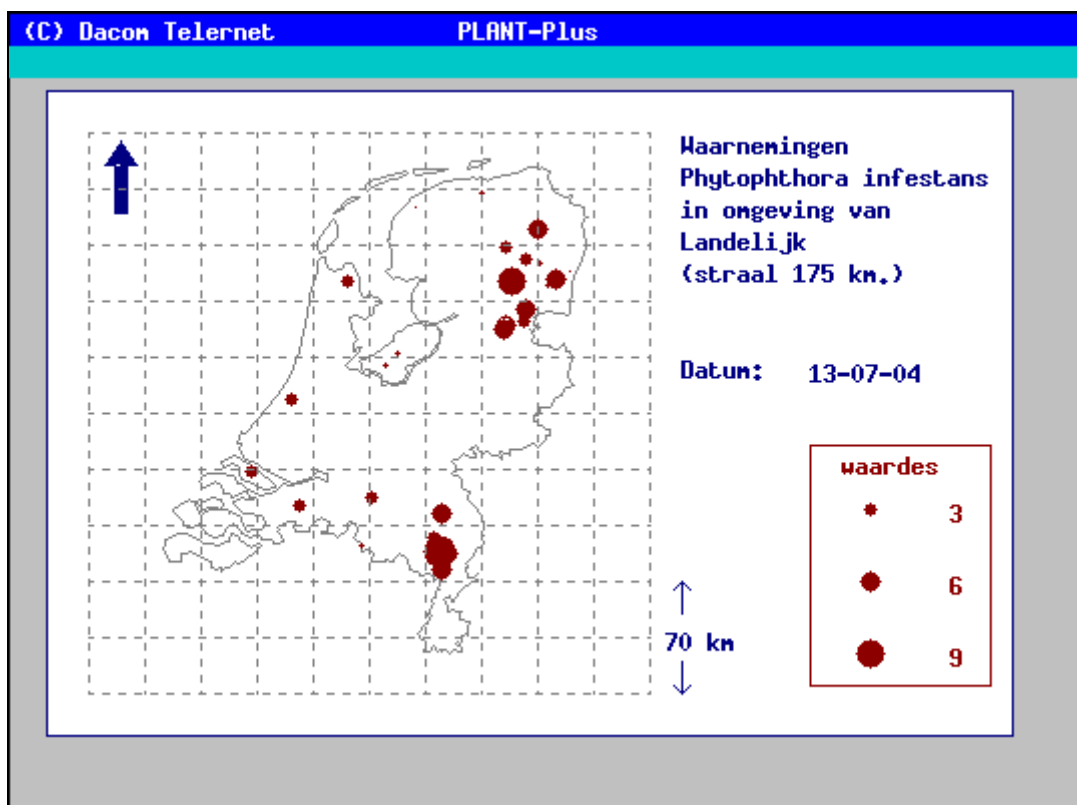 (C) Dacom Telernet PLANT-Plus
Waarnemingen
Phytophthora infestans
in omgeving van
Landelijk
(straal 175 km.)
Datum: 13-07-04
waardes
3
6
9
70 km